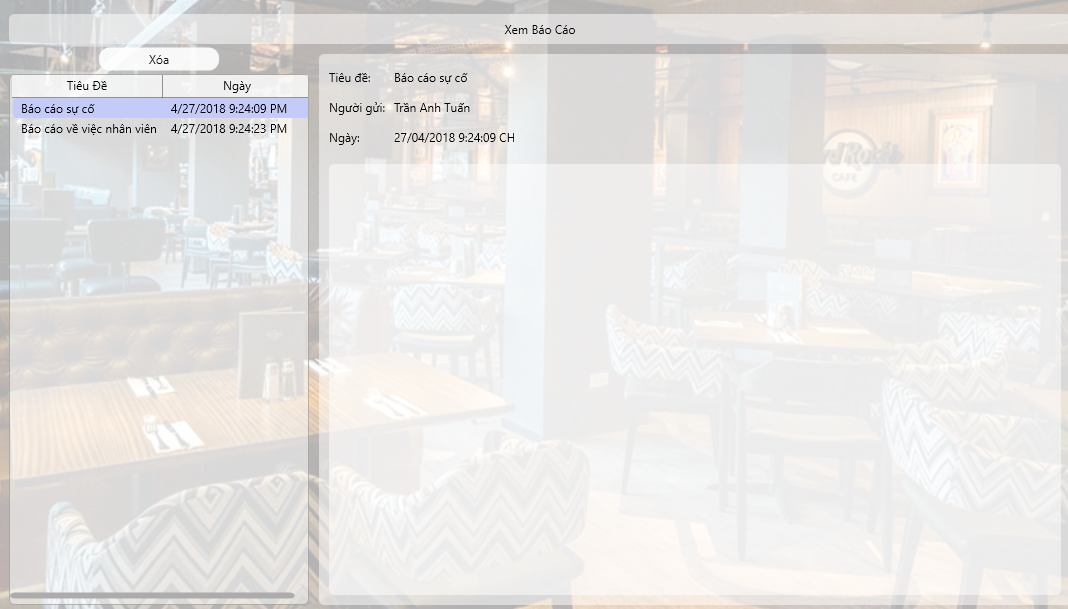 Xem Báo Cáo
Xóa
Tiêu Đề Ngày
Báo cáo sự cố 4/27/2018 9:24:09 PM
Báo cáo về việc nhân viên 4/27/2018 9:24:23 PM
Tiêu đề: Báo cáo sự cố
Người gửi: Trần Anh Tuấn
Ngày: 27/04/2018 9:24:09 CH
CAFE